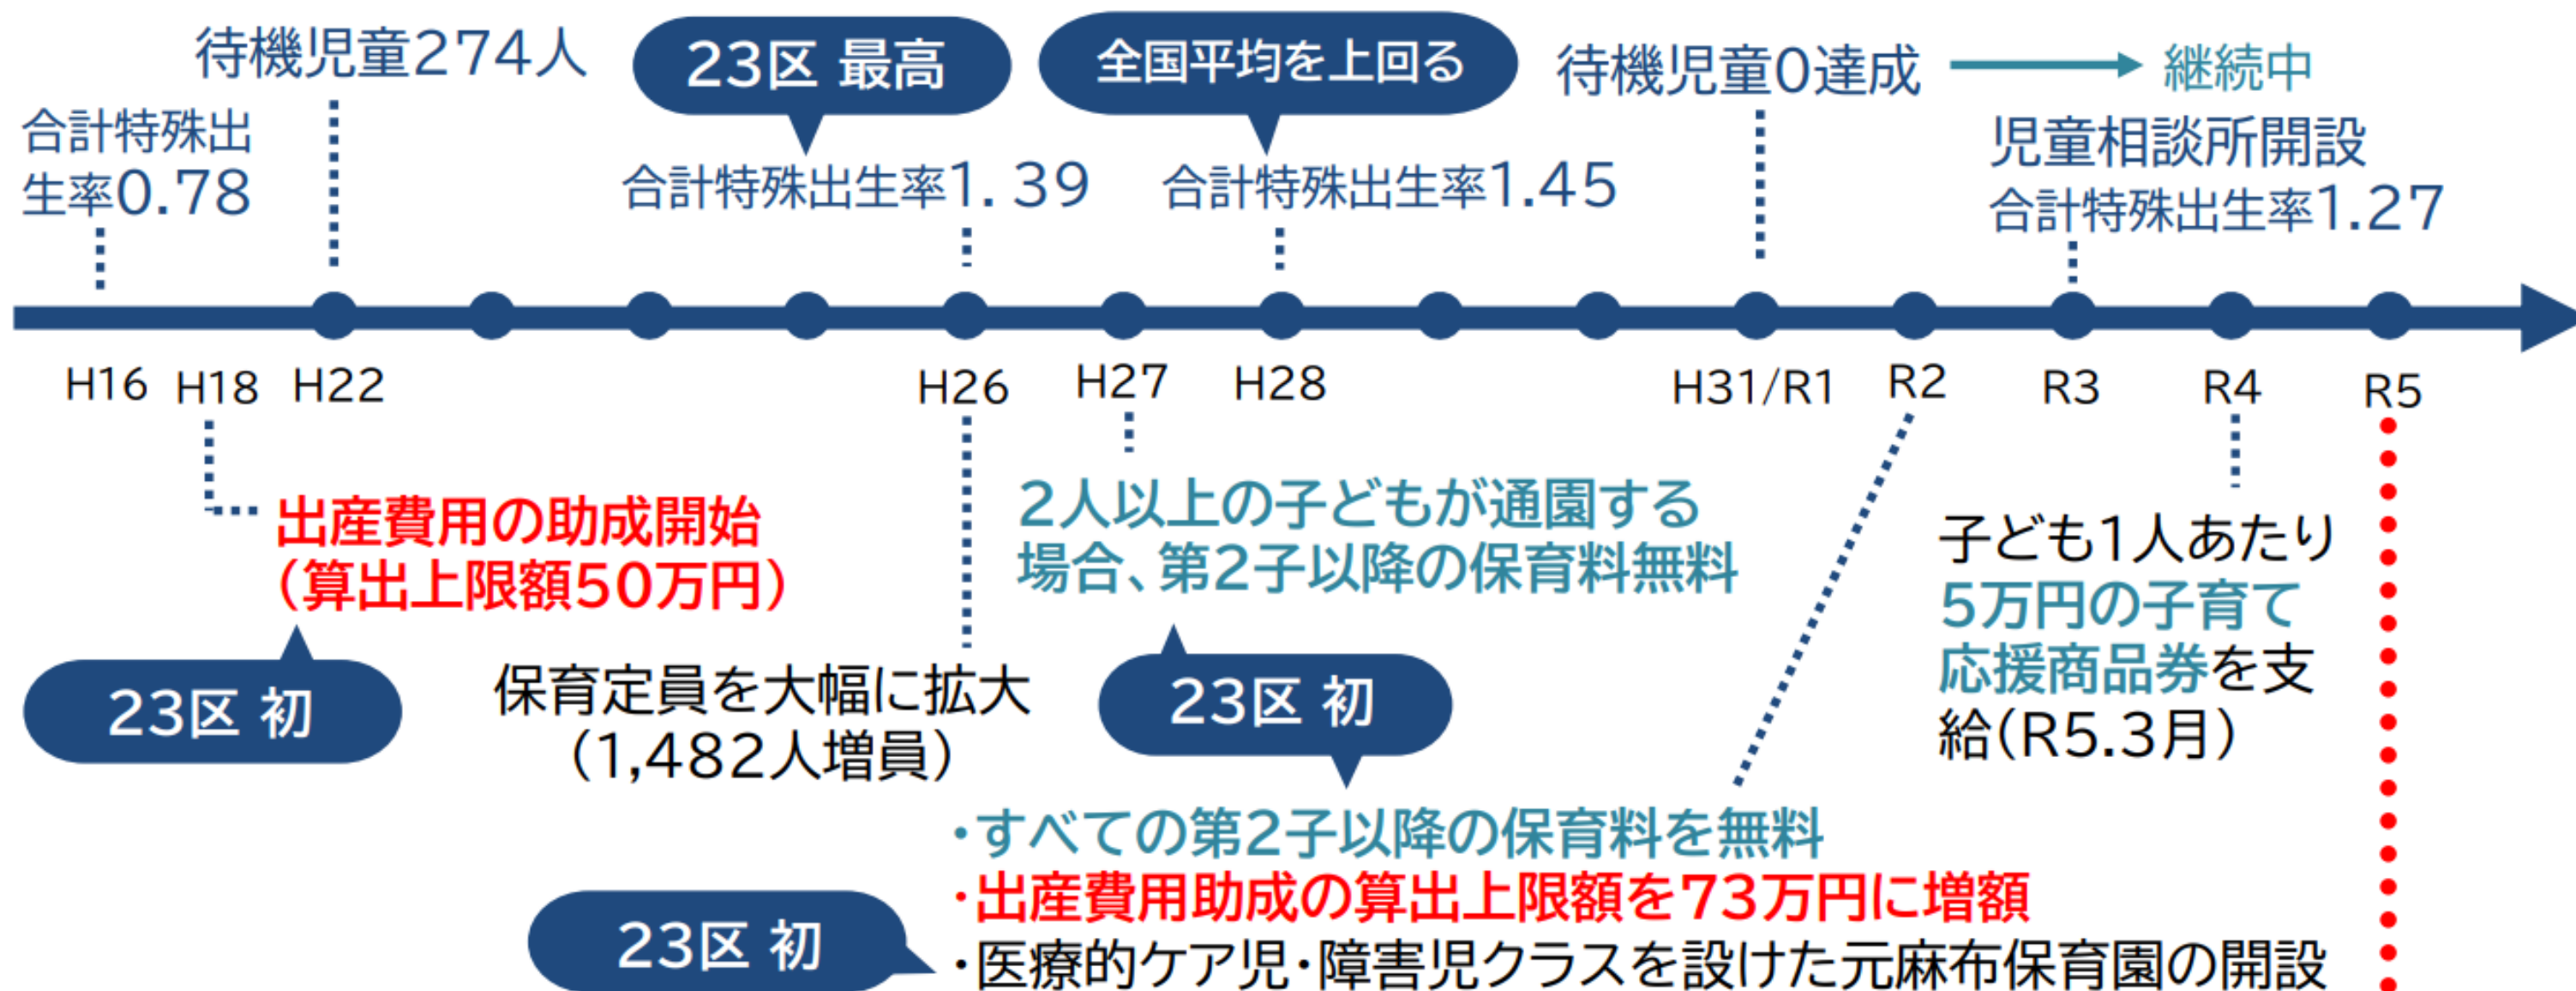 待機児童274人
23区 最高
全国平均を上回る
待機児童0達成
継続中
合計特殊出
生率0.78
合計特殊出生率1.39
合計特殊出生率1.45
児童相談所開設
合計特殊出生率1.27
H16
H18
H22
H26
H27
H28
H31/R1
R2
R3
R4
R5
出産費用の助成開始
（算出上限額50万円）
23区 初
保育定員を大幅に拡大
（1,482人増員）
2人以上の子どもが通園する
場合、第2子以降の保育料無料
23区 初
子ども1人あたり
5万円の子育て
応援商品券を支
給（R5.3月）
・すべての第2子以降の保育料を無料
・出産費用助成の算出上限額を73万円に増額
23区 初
・医療的ケア児・障害児クラスを設けた元麻布保育園の開設